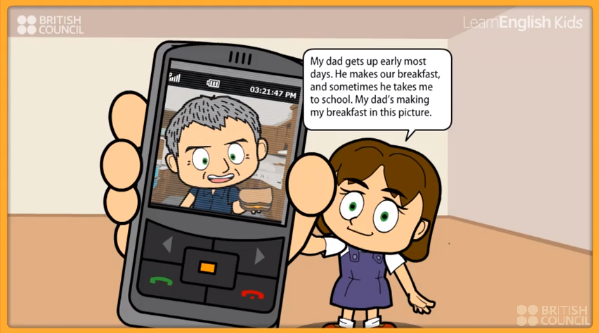 BRITISH
COUNCIL
LearnEnglish Kids
03:21:47 PM
My dad gets up early most
days. He makes our breakfast,
and sometimes he takes me
to school. My dad's making
my breakfast in this picture.
BRITISH
COUNCIL